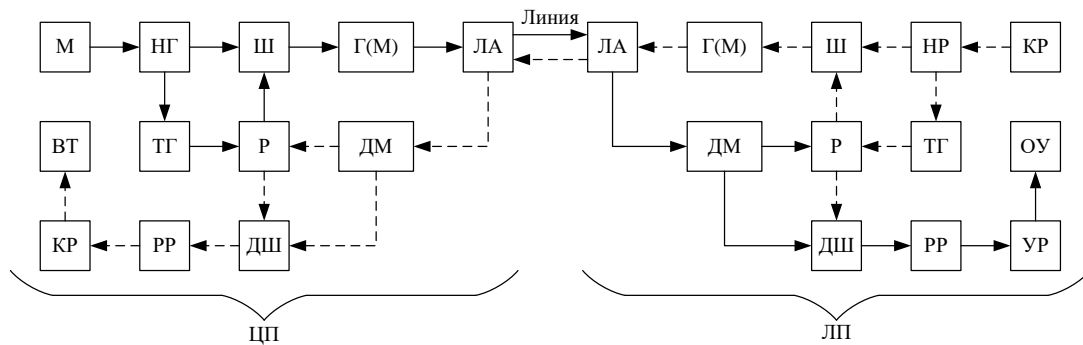 Линия
М НГ Ш Г(М) ЛА ЛА Г(М) Ш НР КР
ВТ ТГ Р ДМ ДМ Р ТГ ОУ
КР РР ДШ ДШ РР УР
ЦП ЛП